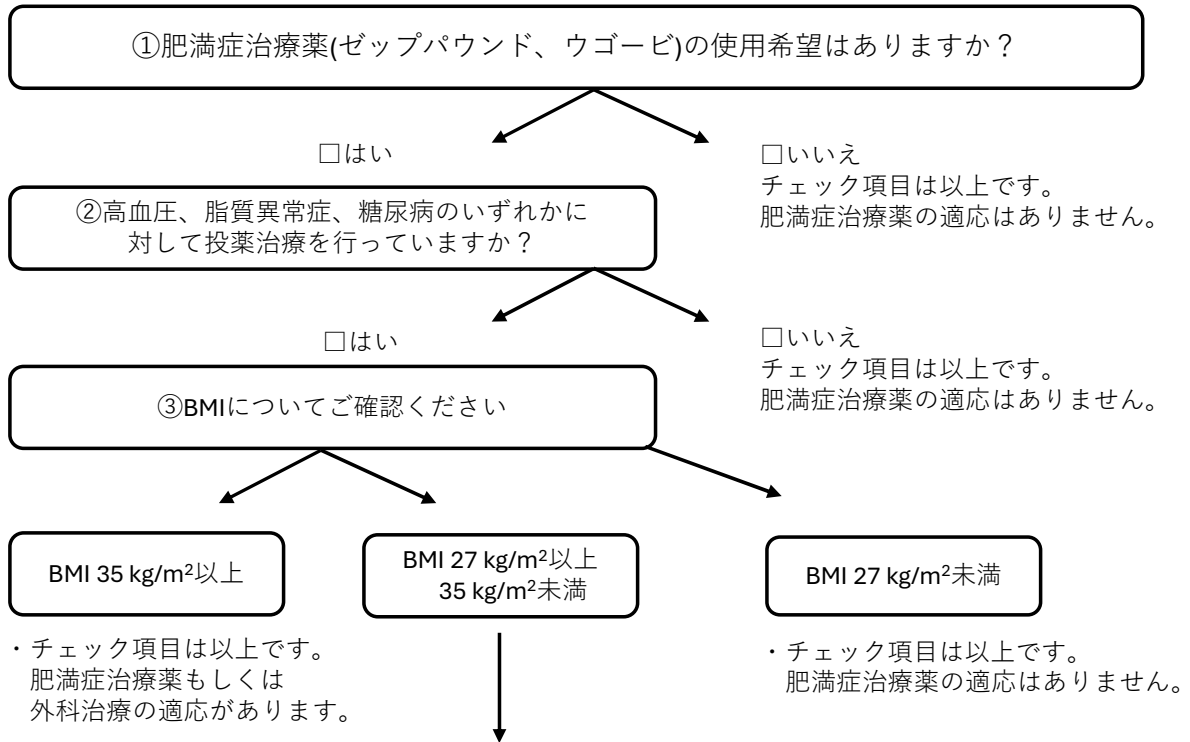 ①肥満症治療薬(ゼップバウンド、ウゴービ)の使用希望はありますか？
□はい
□いいえ
チェック項目は以上です。
肥満症治療薬の適応はありません。
②高血圧、脂質異常症、糖尿病のいずれかに
対して投薬治療を行っていますか？
□はい
□いいえ
チェック項目は以上です。
肥満症治療薬の適応はありません。
③BMIについてご確認ください
BMI 35 kg/m²以上
BMI 27 kg/m²以上
35 kg/m²未満
BMI 27 kg/m²未満
・チェック項目は以上です。
肥満症治療薬もしくは
外科治療の適応があります。
・チェック項目は以上です。
肥満症治療薬の適応はありません。